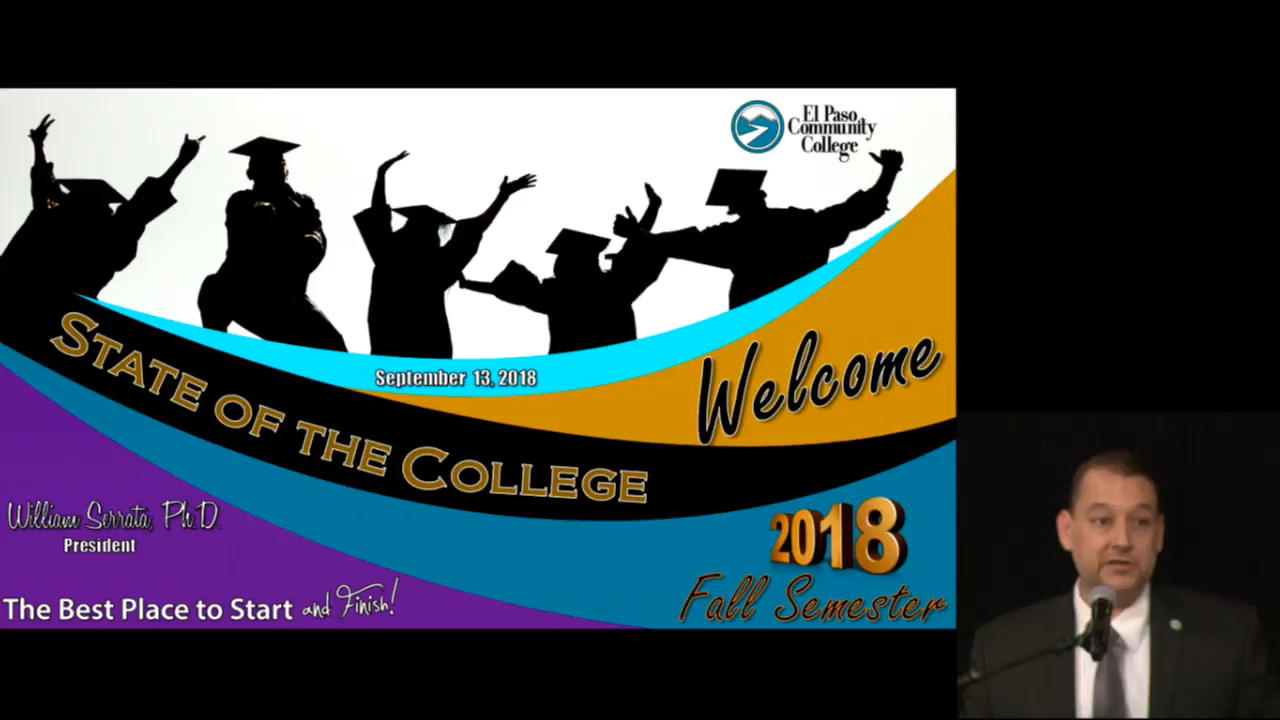 El Paso
Community
College
September 13, 2018
Welcome
STATE OF THE COLLEGE
William Serrata, Ph.D.
President
2018
Fall Semester
The Best Place to Start and Finish!